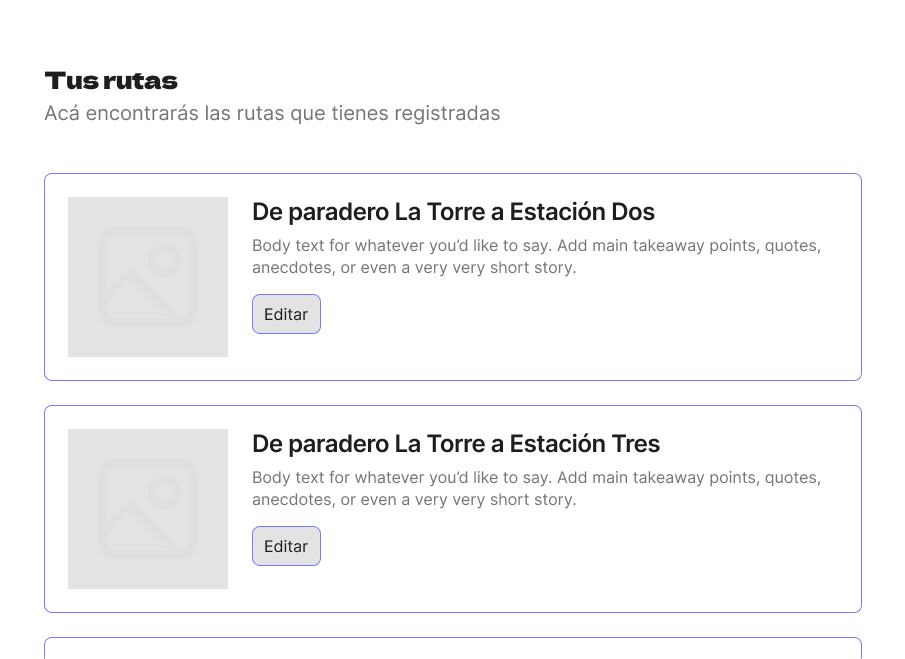 Tus rutas
Acá encontrarás las rutas que tienes registradas
De paradero La Torre a Estación Dos
Body text for whatever you’d like to say. Add main takeaway points, quotes,
anecdotes, or even a very very short story.
Editar
De paradero La Torre a Estación Tres
Body text for whatever you’d like to say. Add main takeaway points, quotes,
anecdotes, or even a very very short story.
Editar